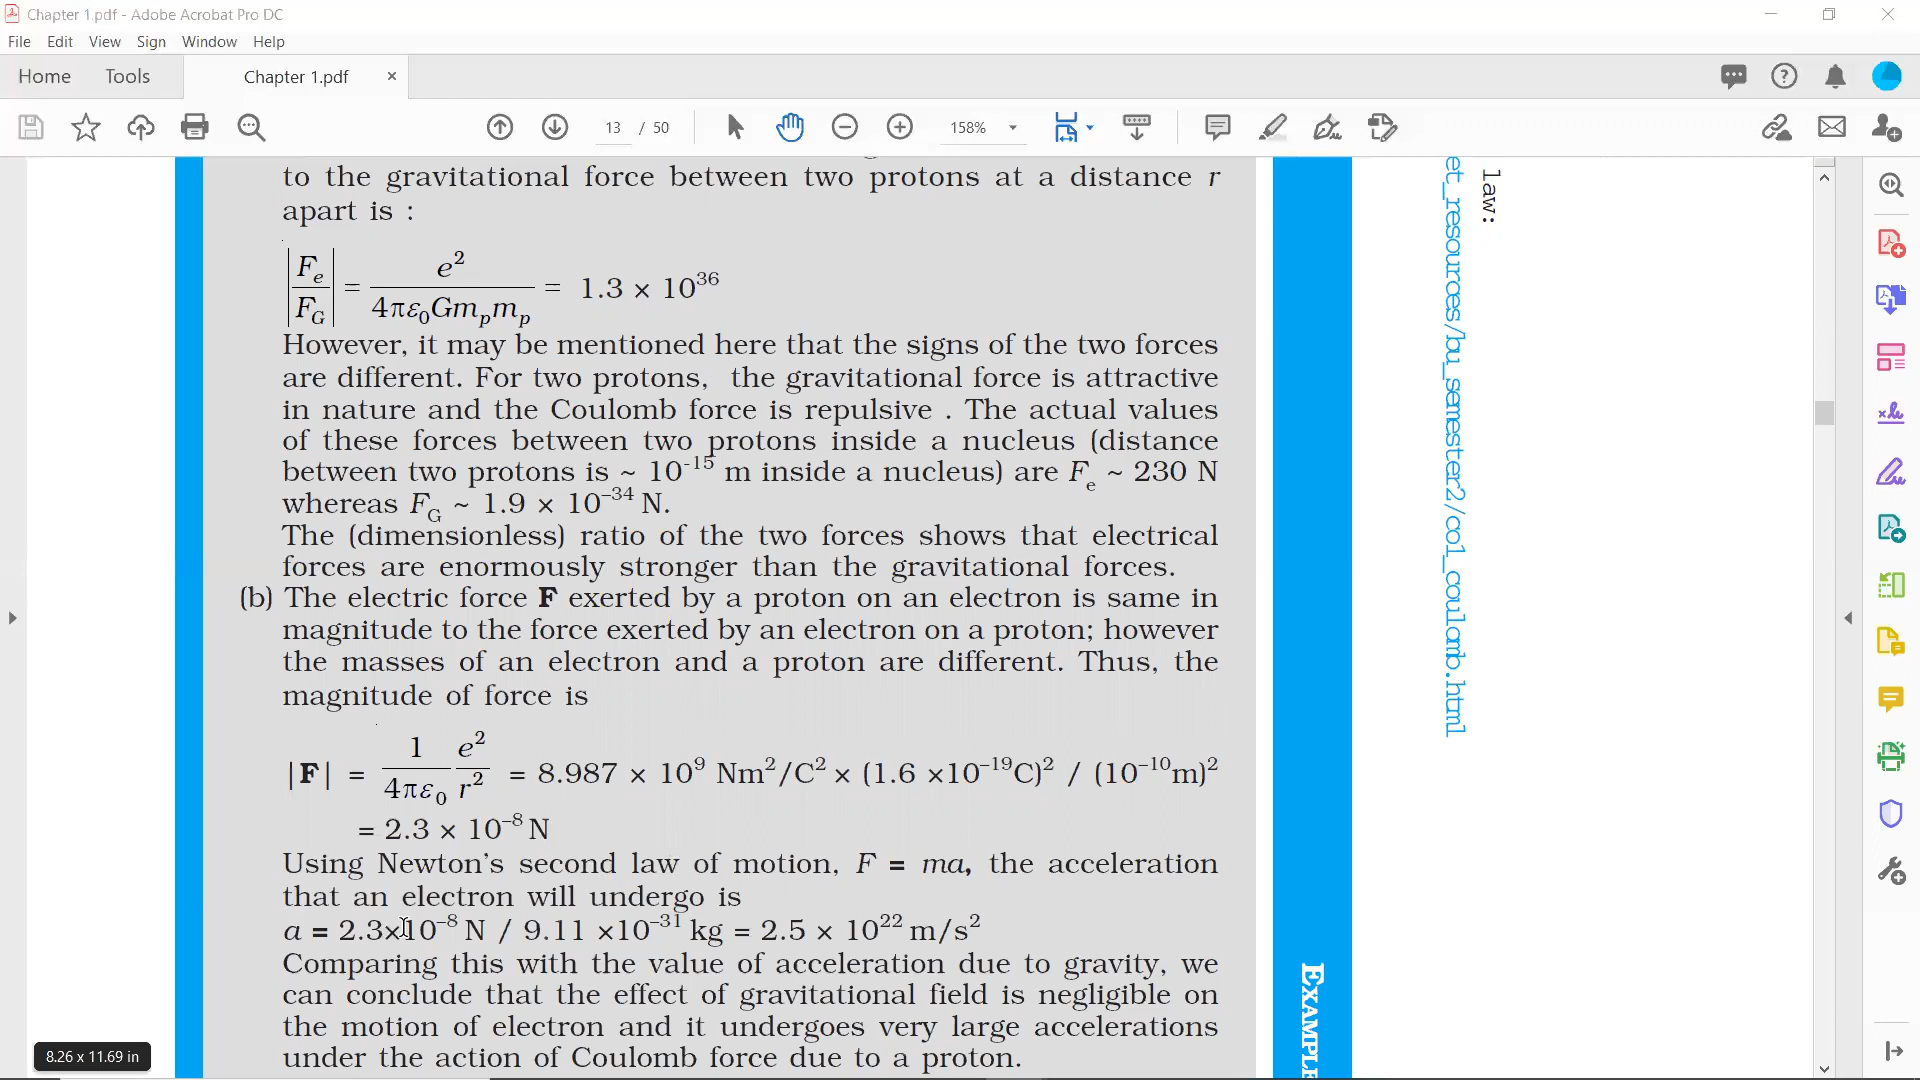 Chapter 1.pdf - Adobe Acrobat Pro DC
File Edit View Sign Window Help
Home Tools Chapter 1.pdf ×
13 / 50 158%
to the gravitational force between two protons at a distance r
apart is :
|Fₑ/F_G| = e²/4πε₀Gmₚmₚ = 1.3 × 10³⁶
However, it may be mentioned here that the signs of the two forces
are different. For two protons, the gravitational force is attractive
in nature and the Coulomb force is repulsive . The actual values
of these forces between two protons inside a nucleus (distance
between two protons is ~ 10⁻¹⁵ m inside a nucleus) are Fₑ ~ 230 N
whereas F_G ~ 1.9 × 10⁻³⁴ N.
The (dimensionless) ratio of the two forces shows that electrical
forces are enormously stronger than the gravitational forces.
(b) The electric force F exerted by a proton on an electron is same in
magnitude to the force exerted by an electron on a proton; however
the masses of an electron and a proton are different. Thus, the
magnitude of force is
|F| = 1/4πε₀ e²/r² = 8.987 × 10⁹ Nm²/C² × (1.6 ×10⁻¹⁹C)² / (10⁻¹⁰m)²
= 2.3 × 10⁻⁸ N
Using Newton's second law of motion, F = ma, the acceleration
that an electron will undergo is
a = 2.3×10⁻⁸ N / 9.11 ×10⁻³¹ kg = 2.5 × 10²² m/s²
Comparing this with the value of acceleration due to gravity, we
can conclude that the effect of gravitational field is negligible on
the motion of electron and it undergoes very large accelerations
under the action of Coulomb force due to a proton.
EXAMPLE
law:
et_resources/bu_semester2/co1_coulomb.html
8.26 x 11.69 in